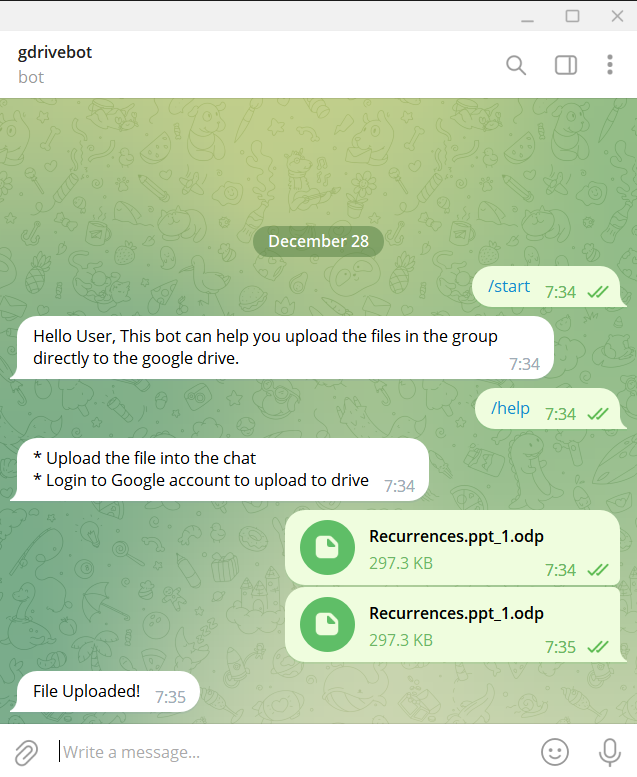 gdrivebot
bot
December 28
/start 7:34
Hello User, This bot can help you upload the files in the group
directly to the google drive.
7:34
/help 7:34
* Upload the file into the chat
* Login to Google account to upload to drive 7:34
Recurrences.ppt_1.odp
297.3 KB
7:34
Recurrences.ppt_1.odp
297.3 KB
7:35
File Uploaded! 7:35
Write a message...